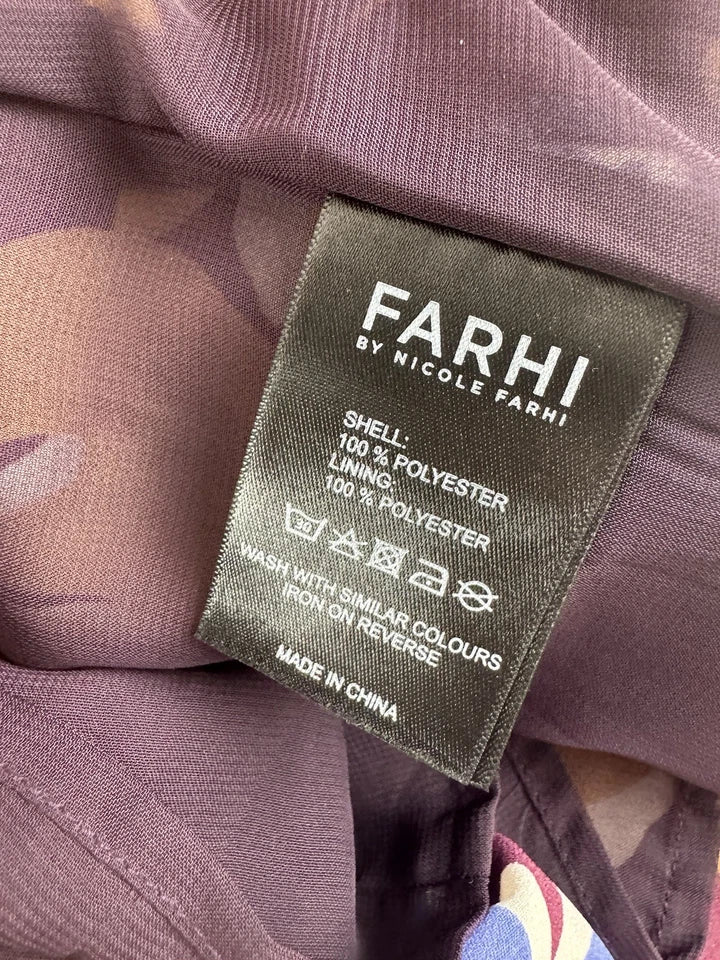 FARHI
BY NICOLE FARHI
SHELL:
100 % POLYESTER
LINING:
100 % POLYESTER
30
WASH WITH SIMILAR COLOURS
IRON ON REVERSE
MADE IN CHINA